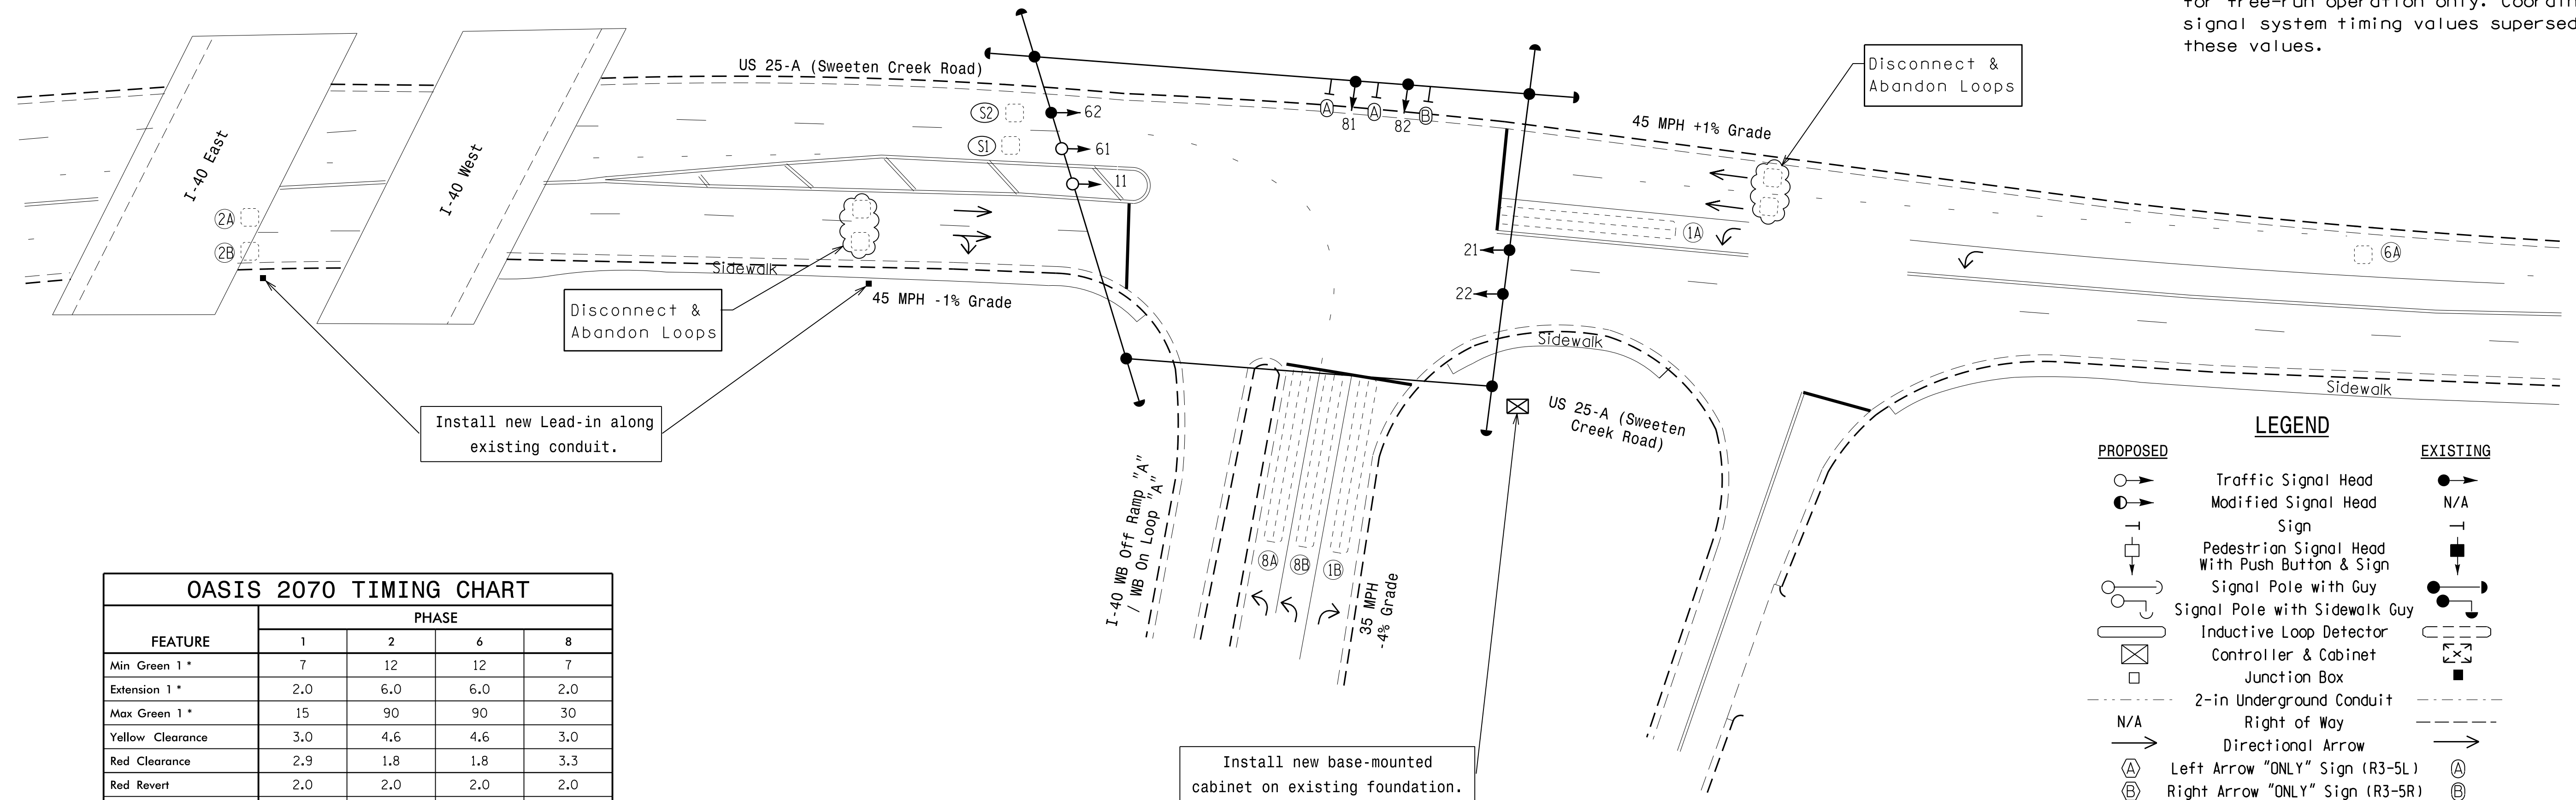 for free-run operation only. Coordin
signal system timing values supersed
these values.
US 25-A (Sweeten Creek Road)
Disconnect &
Abandon Loops
S2
62
A
A
B
81
82
45 MPH +1% Grade
I-40 East
I-40 West
S1
61
11
2A
2B
1A
21
22
6A
Sidewalk
45 MPH -1% Grade
Disconnect &
Abandon Loops
Sidewalk
Sidewalk
Install new Lead-in along
existing conduit.
US 25-A (Sweeten
Creek Road)
I-40 WB Off Ramp "A"
/ WB On Loop "A"
8A
8B
1B
35 MPH
-4% Grade
Install new base-mounted
cabinet on existing foundation.
OASIS 2070 TIMING CHART
FEATURE
PHASE
1 2 6 8
Min Green 1 * 7 12 12 7
Extension 1 * 2.0 6.0 6.0 2.0
Max Green 1 * 15 90 90 30
Yellow Clearance 3.0 4.6 4.6 3.0
Red Clearance 2.9 1.8 1.8 3.3
Red Revert 2.0 2.0 2.0 2.0
LEGEND
PROPOSED EXISTING
Traffic Signal Head
Modified Signal Head N/A
Sign
Pedestrian Signal Head
With Push Button & Sign
Signal Pole with Guy
Signal Pole with Sidewalk Guy
Inductive Loop Detector
Controller & Cabinet
Junction Box
2-in Underground Conduit
N/A Right of Way
Directional Arrow
A Left Arrow "ONLY" Sign (R3-5L) A
B Right Arrow "ONLY" Sign (R3-5R) B